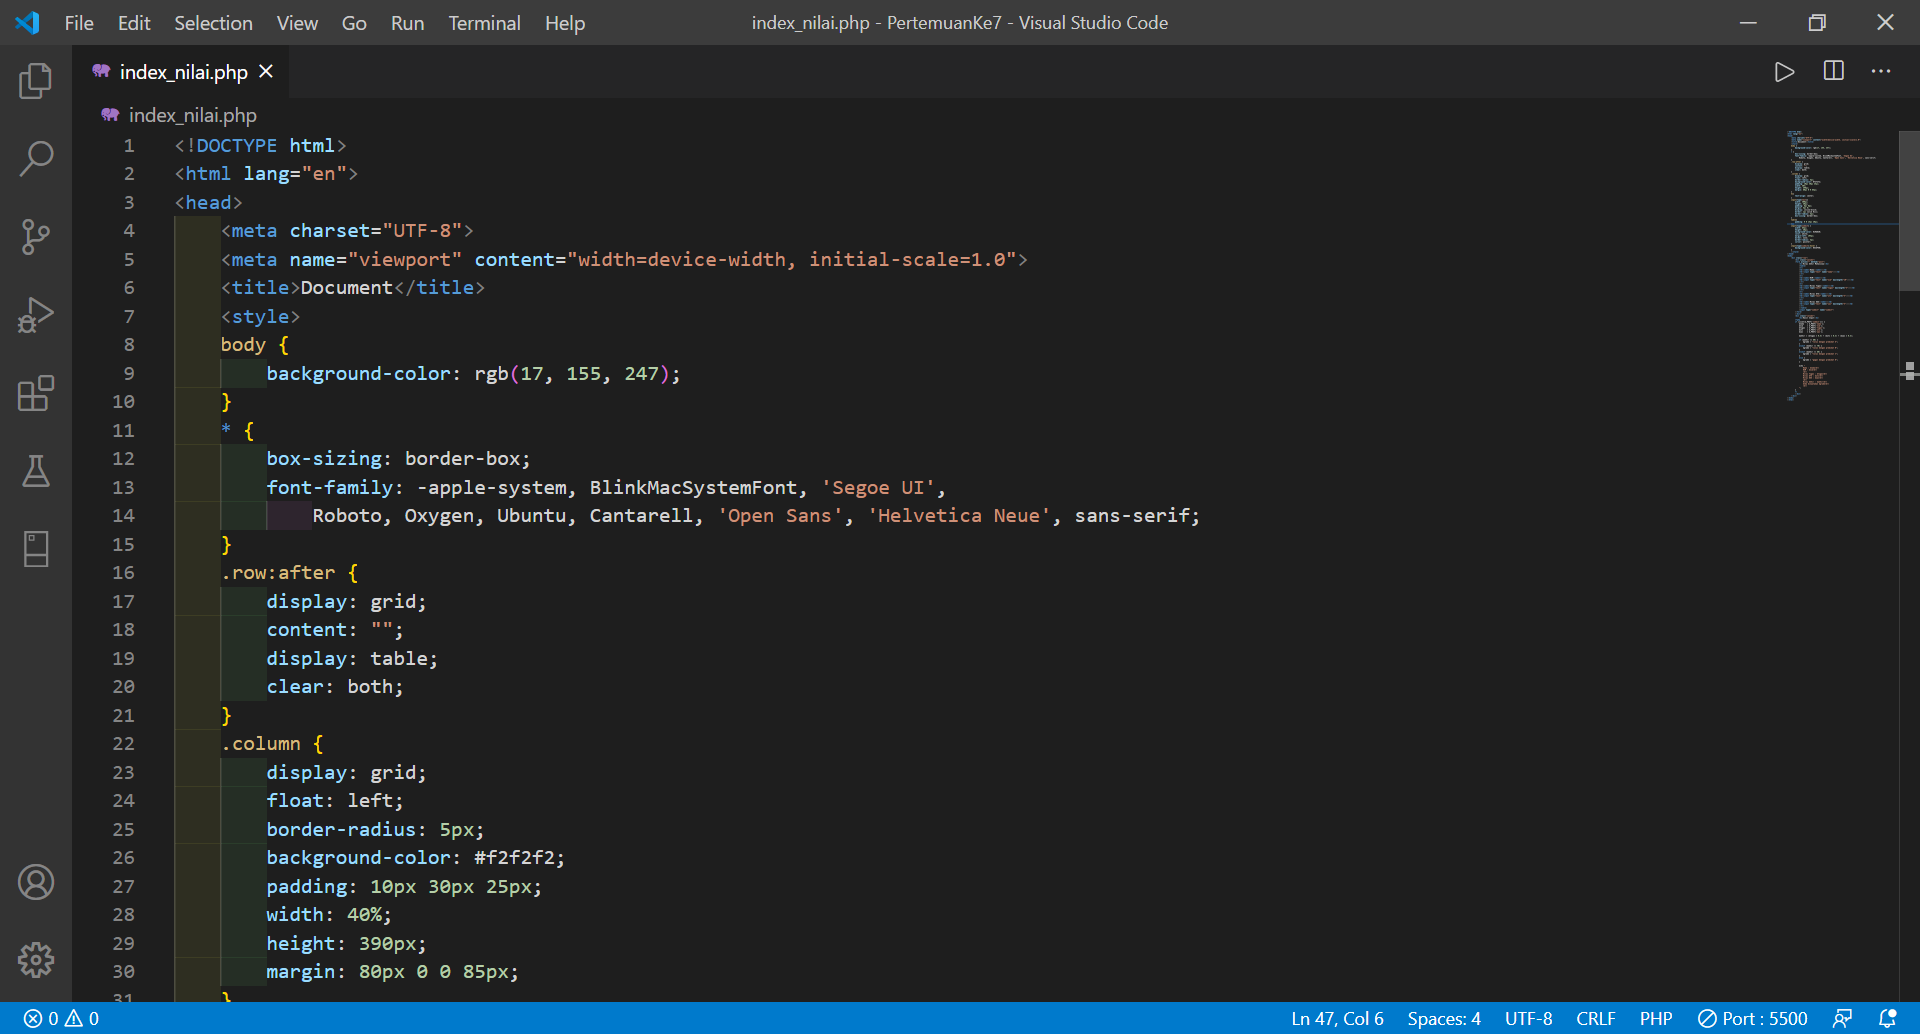 File Edit Selection View Go Run Terminal Help index_nilai.php - PertemuanKe7 - Visual Studio Code
index_nilai.php
index_nilai.php
1 <!DOCTYPE html>
2 <html lang="en">
3 <head>
4 <meta charset="UTF-8">
5 <meta name="viewport" content="width=device-width, initial-scale=1.0">
6 <title>Document</title>
7 <style>
8 body {
9 background-color: rgb(17, 155, 247);
10 }
11 * {
12 box-sizing: border-box;
13 font-family: -apple-system, BlinkMacSystemFont, 'Segoe UI',
14 Roboto, Oxygen, Ubuntu, Cantarell, 'Open Sans', 'Helvetica Neue', sans-serif;
15 }
16 .row:after {
17 display: grid;
18 content: "";
19 display: table;
20 clear: both;
21 }
22 .column {
23 display: grid;
24 float: left;
25 border-radius: 5px;
26 background-color: #f2f2f2;
27 padding: 10px 30px 25px;
28 width: 40%;
29 height: 390px;
30 margin: 80px 0 0 85px;
31 }
0 0 Ln 47, Col 6 Spaces: 4 UTF-8 CRLF PHP Port : 5500